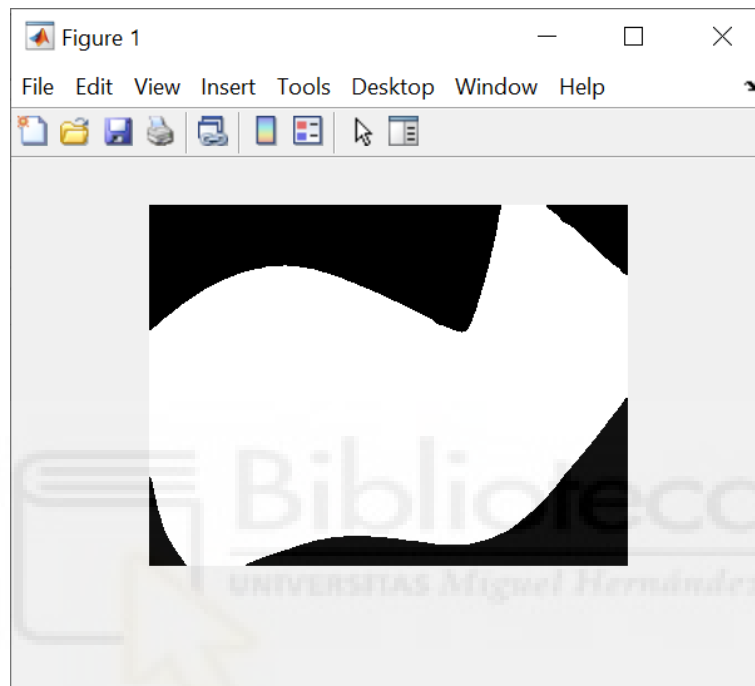 Figure 1
File Edit View Insert Tools Desktop Window Help
Biblioteca
UNIVERSITAS Miguel Hernández